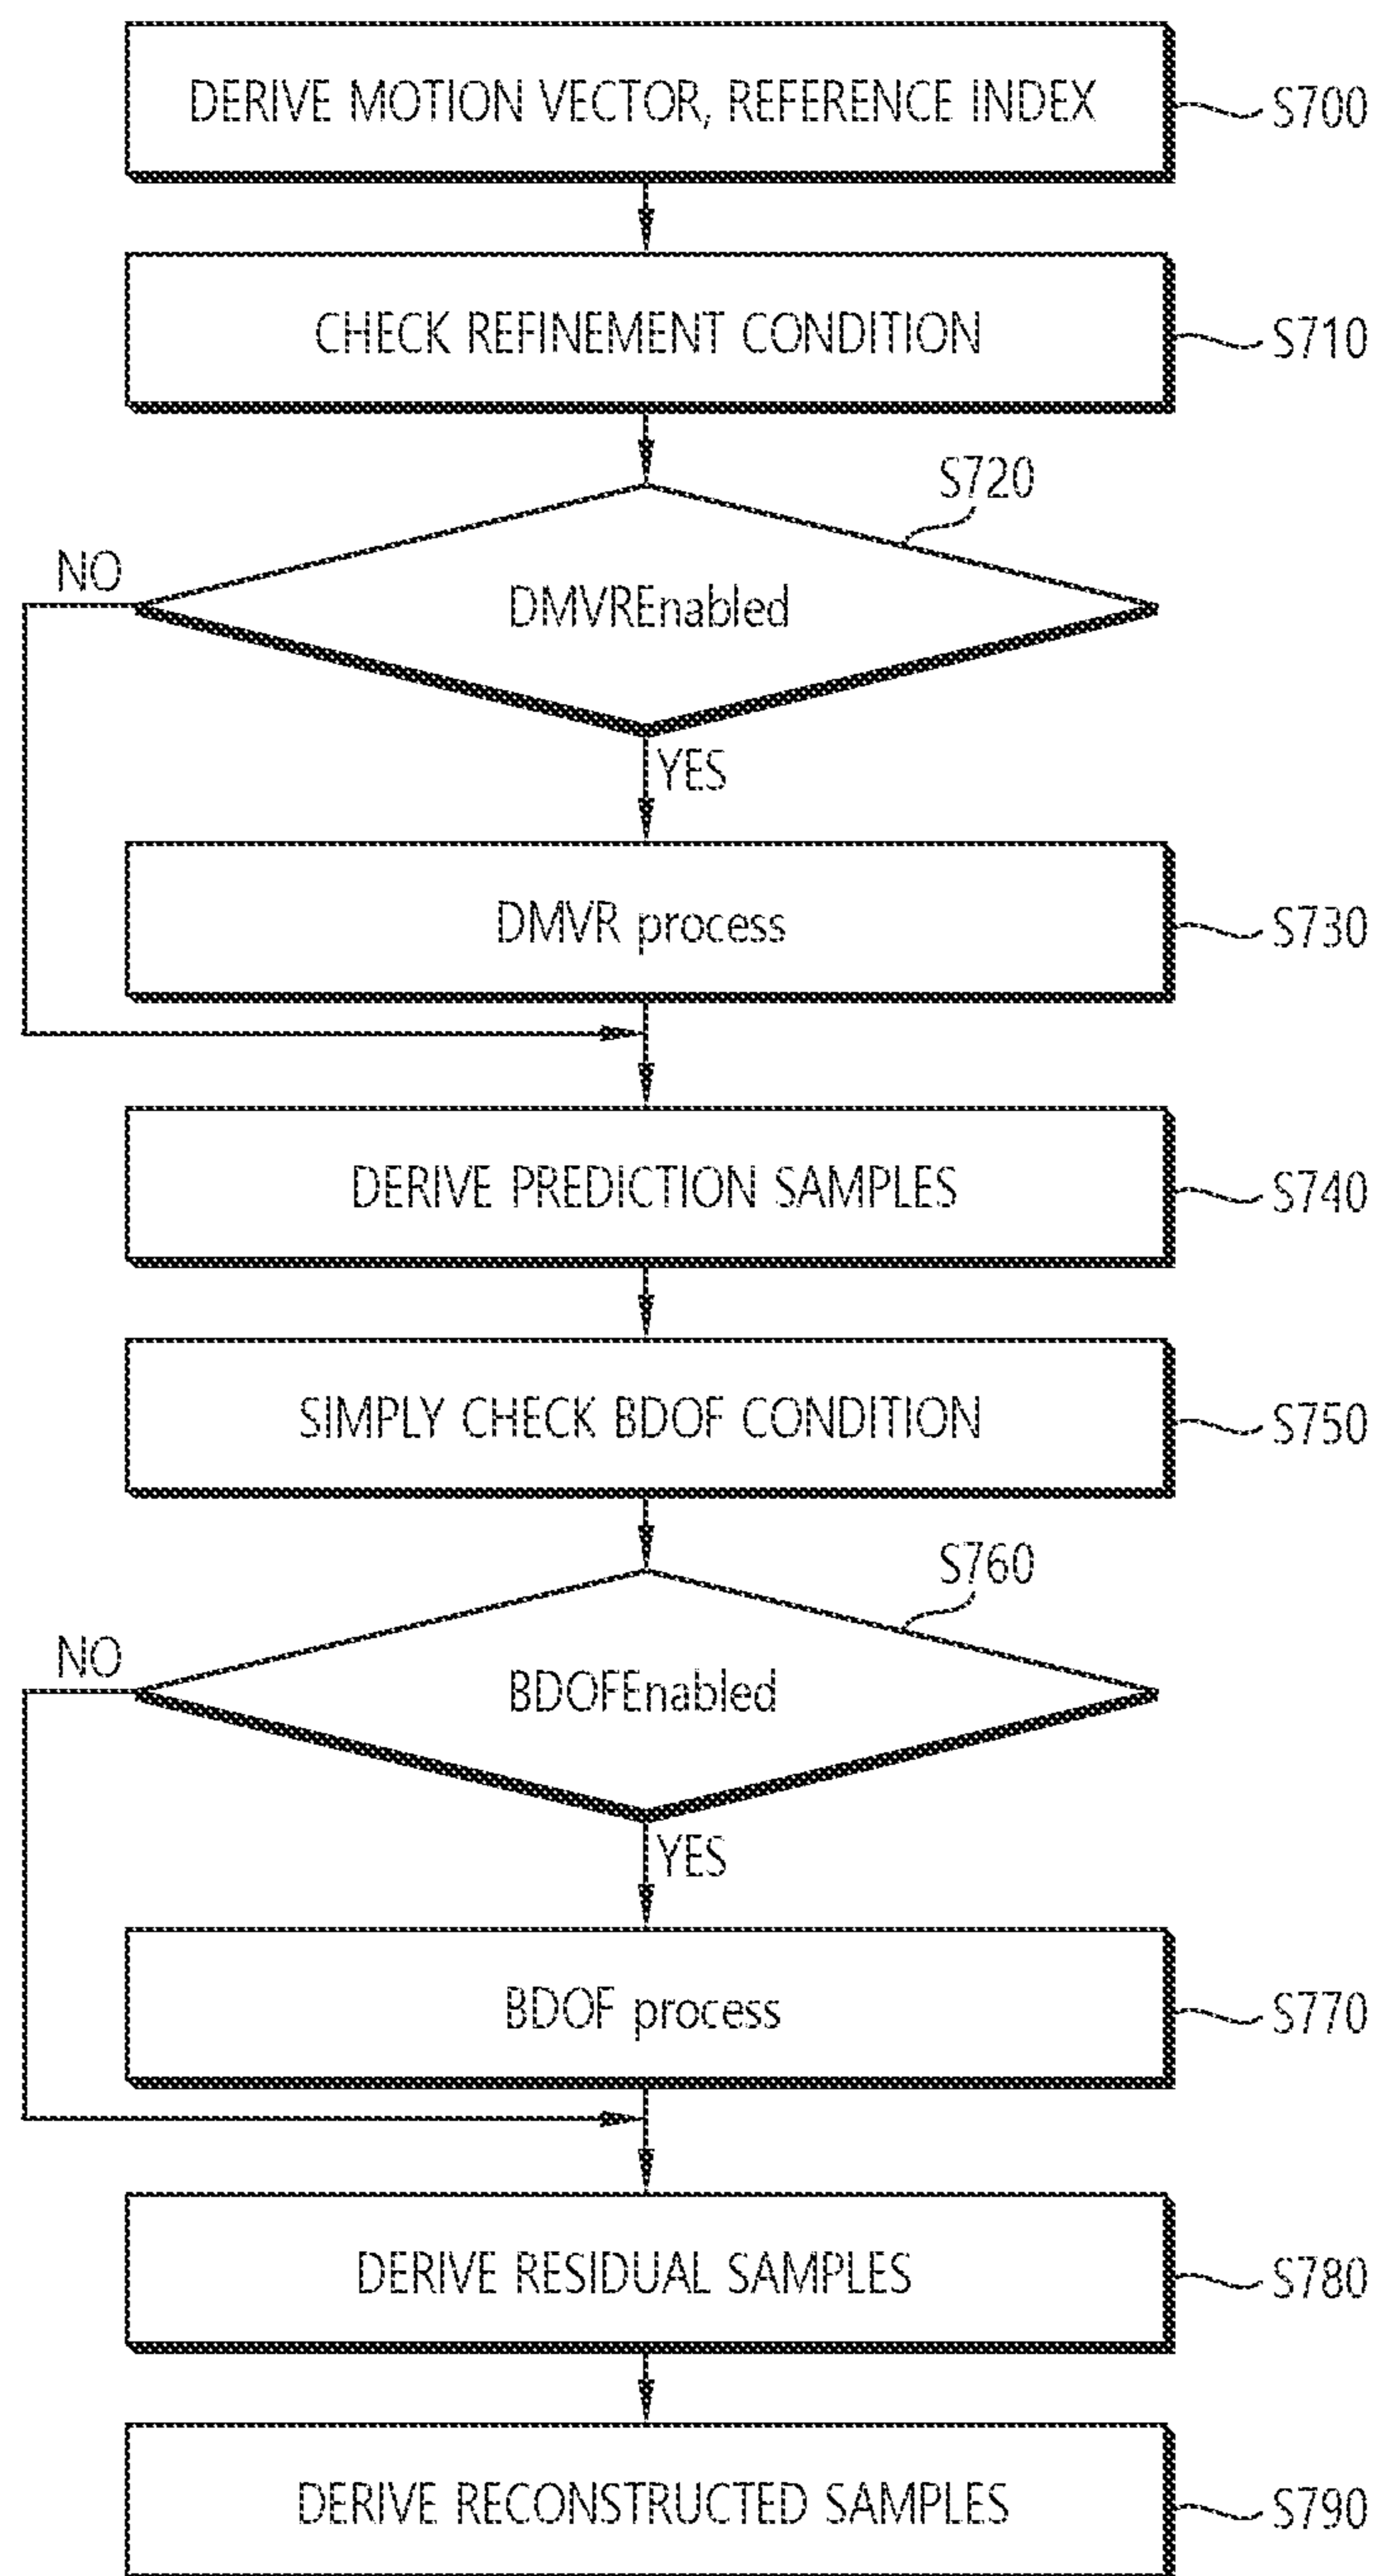 DERIVE MOTION VECTOR, REFERENCE INDEX
S700
CHECK REFINEMENT CONDITION
S710
S720
NO
DMVREnabled
YES
DMVR process
S730
DERIVE PREDICTION SAMPLES
S740
SIMPLY CHECK BDOF CONDITION
S750
S760
NO
BDOFEnabled
YES
BDOF process
S770
DERIVE RESIDUAL SAMPLES
S780
DERIVE RECONSTRUCTED SAMPLES
S790